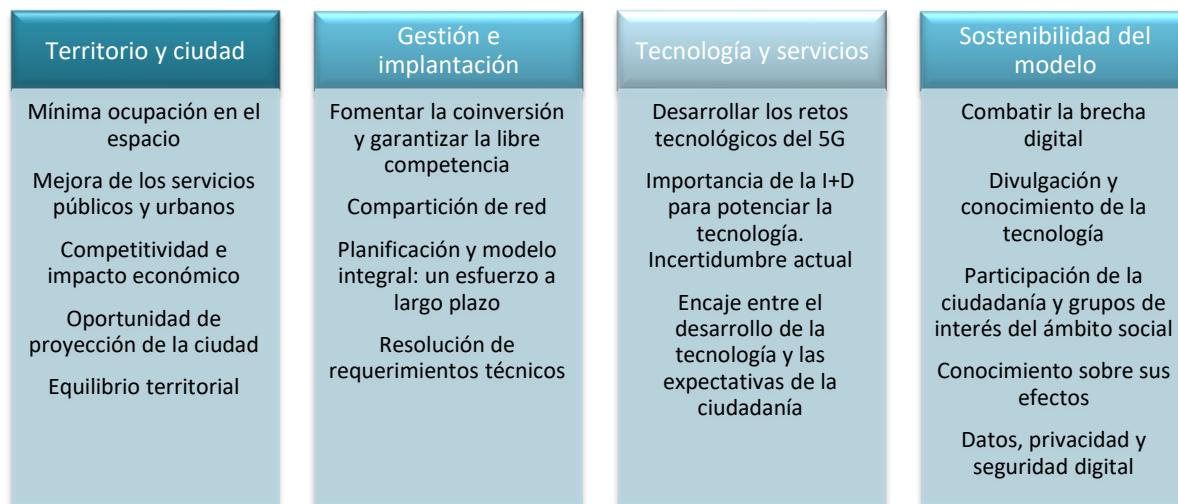 Territorio y ciudad
Mínima ocupación en el
espacio
Mejora de los servicios
públicos y urbanos
Competitividad e
impacto económico
Oportunidad de
proyección de la ciudad
Equilibrio territorial
Gestión e
implantación
Fomentar la coinversión
y garantizar la libre
competencia
Compartición de red
Planificación y modelo
integral: un esfuerzo a
largo plazo
Resolución de
requerimientos técnicos
Tecnología y servicios
Desarrollar los retos
tecnológicos del 5G
Importancia de la I+D
para potenciar la
tecnología.
Incertidumbre actual
Encaje entre el
desarrollo de la
tecnología y las
expectativas de la
ciudadanía
Sostenibilidad del
modelo
Combatir la brecha
digital
Divulgación y
conocimiento de la
tecnología
Participación de la
ciudadanía y grupos de
interés del ámbito social
Conocimiento sobre sus
efectos
Datos, privacidad y
seguridad digital